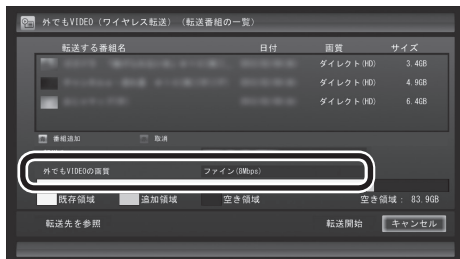 外でもVIDEO（ワイヤレス転送）（転送番組の一覧）
転送する番組名 日付 画質 サイズ
ダイレクト(HD) 3.4GB
ダイレクト(HD) 4.9GB
ダイレクト(HD) 6.4GB
番組追加 取消
外でもVIDEOの画質 ファイン(8Mbps)
既存領域 追加領域 空き領域 空き領域： 83.9GB
転送先を参照 転送開始 キャンセル